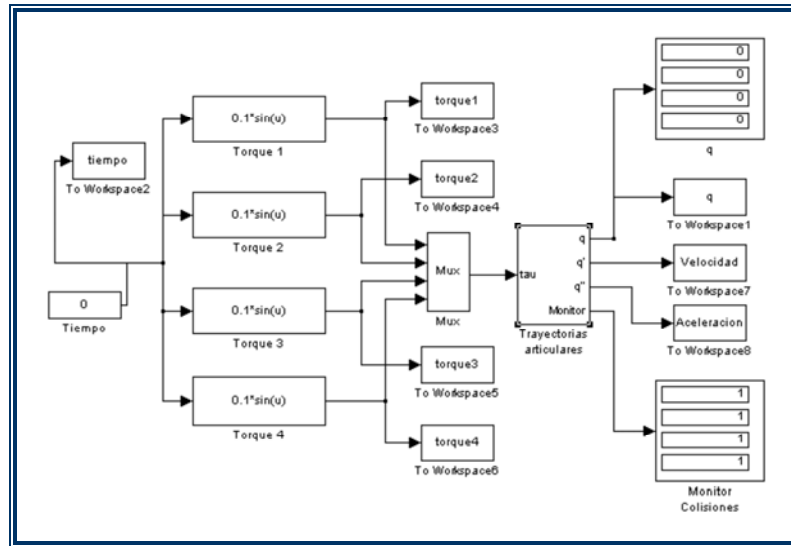 tiempo
To Workspace2
0
Tiempo
0.1*sin(u)
Torque 1
0.1*sin(u)
Torque 2
0.1*sin(u)
Torque 3
0.1*sin(u)
Torque 4
torque1
To Workspace3
torque2
To Workspace4
Mux
Mux
torque3
To Workspace5
torque4
To Workspace6
tau
q
q'
q''
Monitor
Trayectorias
articulares
0
0
0
0
q
q
To Workspace1
Velocidad
To Workspace7
Aceleracion
To Workspace8
1
1
1
1
Monitor
Colisiones